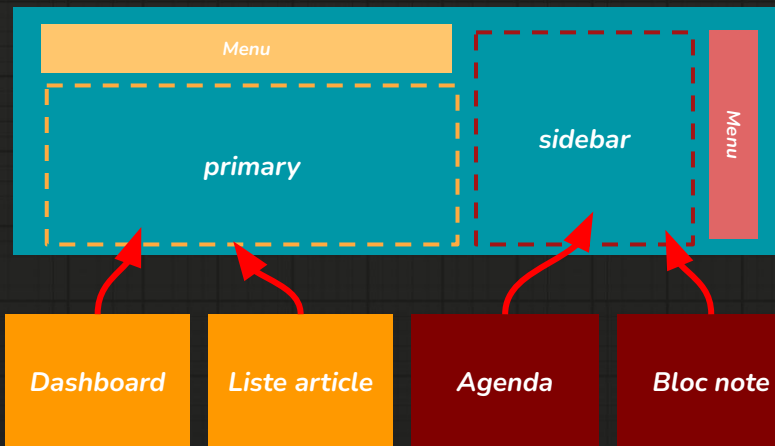 Menu
primary
sidebar
Menu
Dashboard
Liste article
Agenda
Bloc note